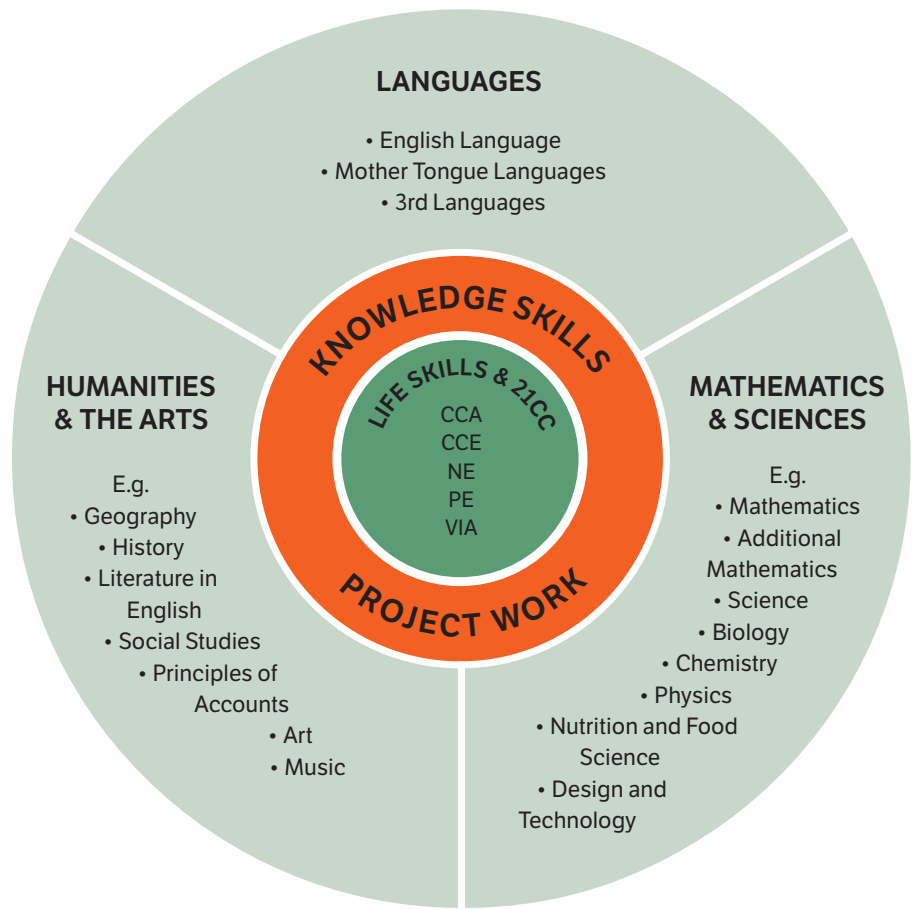 LANGUAGES
• English Language
• Mother Tongue Languages
• 3rd Languages
KNOWLEDGE SKILLS
LIFE SKILLS & 21CC
CCA
CCE
NE
PE
VIA
PROJECT WORK
HUMANITIES
& THE ARTS
E.g.
• Geography
• History
• Literature in
English
• Social Studies
• Principles of
Accounts
• Art
• Music
MATHEMATICS
& SCIENCES
E.g.
• Mathematics
• Additional
Mathematics
• Science
• Biology
• Chemistry
• Physics
• Nutrition and Food
Science
• Design and
Technology